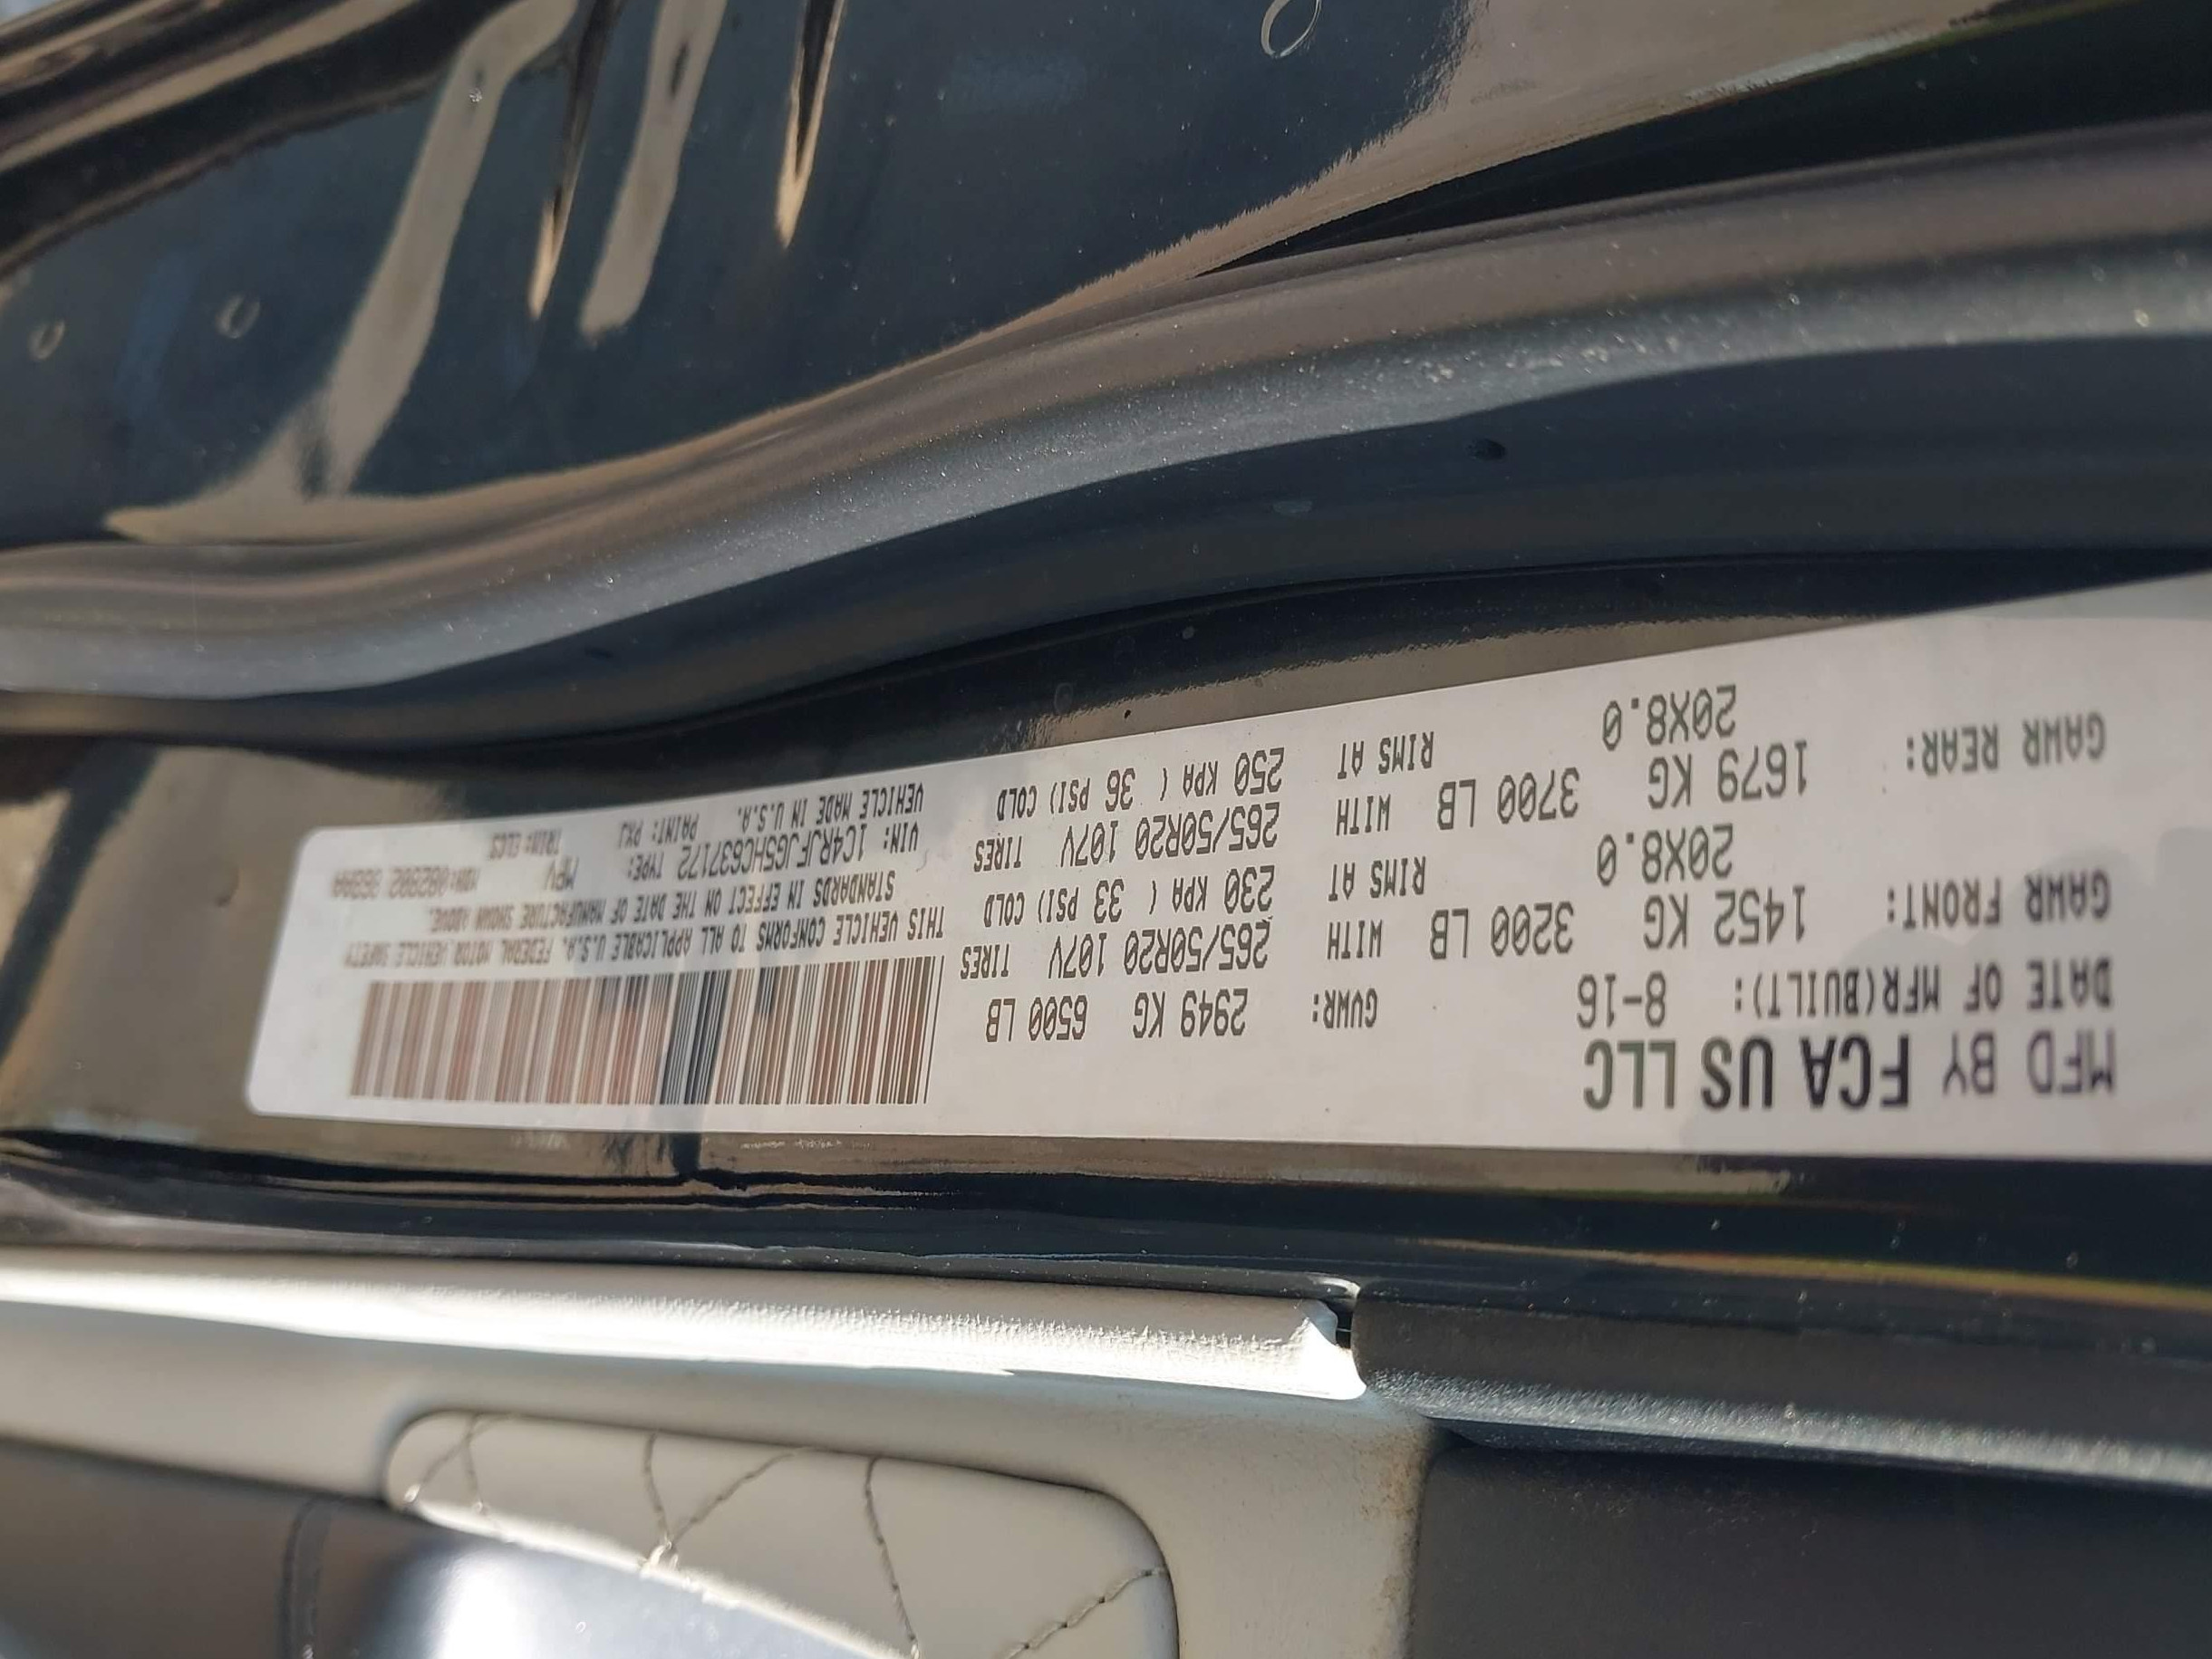 MFD BY FCA US LLC
DATE OF MFR(BUILT): 8-16 GVWR: 2949 KG 6500 LB
GAWR FRONT: 1452 KG 3200 LB WITH 265/50R20 107V TIRES
20X8.0 RIMS AT 230 KPA ( 33 PSI) COLD
GAWR REAR: 1679 KG 3700 LB WITH 265/50R20 107V TIRES
20X8.0 RIMS AT 250 KPA ( 36 PSI) COLD
THIS VEHICLE CONFORMS TO ALL APPLICABLE U.S.A. FEDERAL MOTOR VEHICLE SAFETY
STANDARDS IN EFFECT ON THE DATE OF MANUFACTURE SHOWN ABOVE.
VIN: 1C4RJFJG5HC637172 TYPE: MPV
VEHICLE MADE IN U.S.A. PAINT: PXJ TRIM: